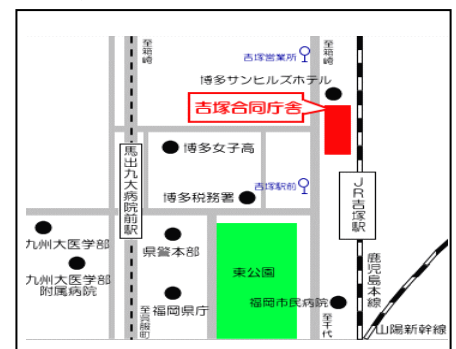 至箱崎
吉塚営業所
至箱崎
博多サンヒルズホテル
吉塚合同庁舎
馬出九大病院前駅
博多女子高
吉塚駅前
JR吉塚駅
博多税務署
九州大医学部
県警本部
東公園
鹿児島本線
九州大医学部
附属病院
至呉服町
福岡県庁
福岡市民病院
至千代
山陽新幹線